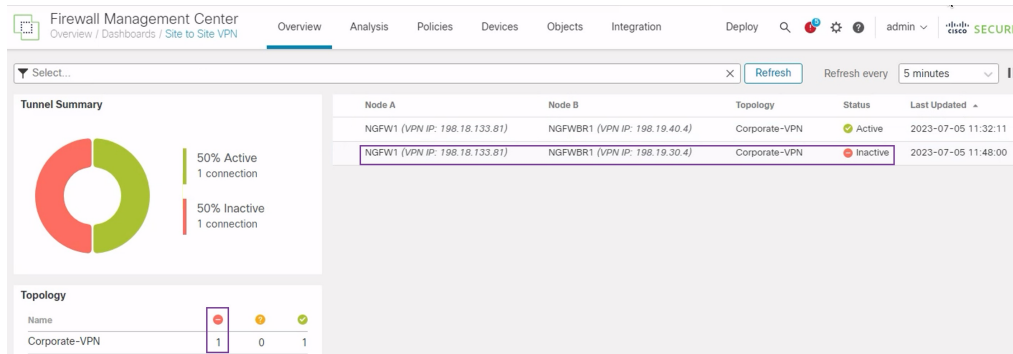 Firewall Management Center
Overview / Dashboards / Site to Site VPN
Overview Analysis Policies Devices Objects Integration Deploy 5 admin cisco SECUR
Select... Refresh Refresh every 5 minutes
Tunnel Summary
50% Active
1 connection
50% Inactive
1 connection
Node A Node B Topology Status Last Updated
NGFW1 (VPN IP: 198.18.133.81) NGFWBR1 (VPN IP: 198.19.40.4) Corporate-VPN Active 2023-07-05 11:32:11
NGFW1 (VPN IP: 198.18.133.81) NGFWBR1 (VPN IP: 198.19.30.4) Corporate-VPN Inactive 2023-07-05 11:48:00
Topology
Name
Corporate-VPN 1 0 1